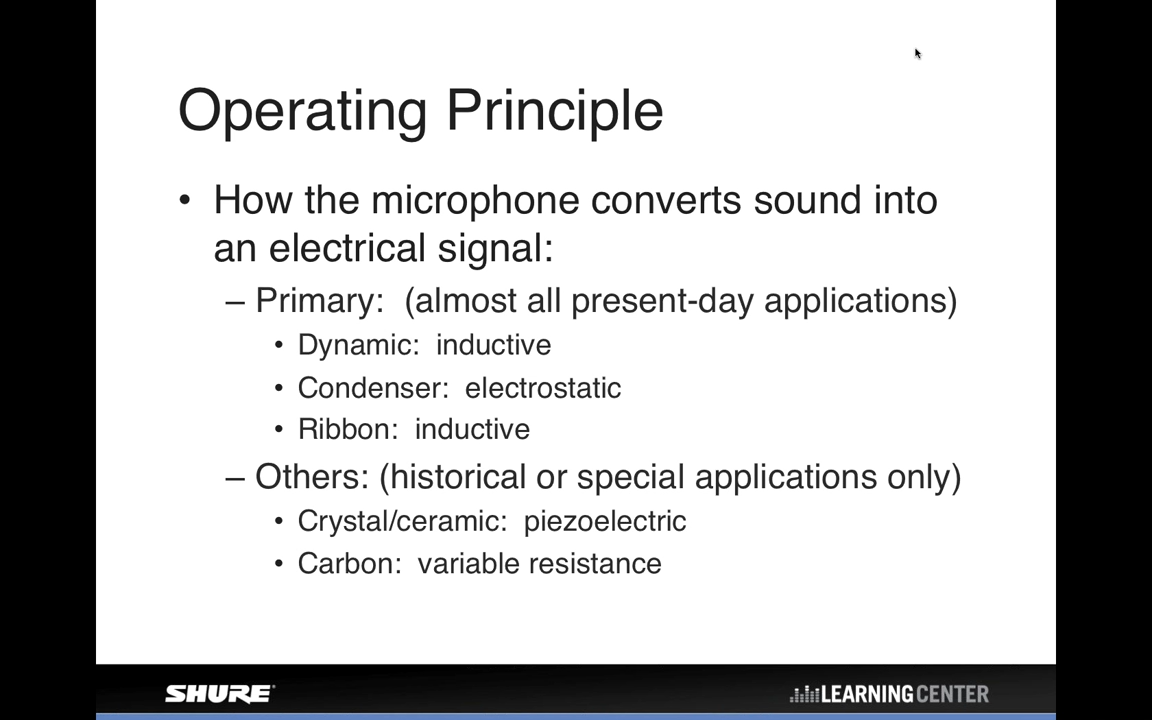 Operating Principle
• How the microphone converts sound into
an electrical signal:
– Primary:  (almost all present-day applications)
• Dynamic:  inductive
• Condenser:  electrostatic
• Ribbon:  inductive
– Others: (historical or special applications only)
• Crystal/ceramic:  piezoelectric
• Carbon:  variable resistance
SHURE LEARNING CENTER